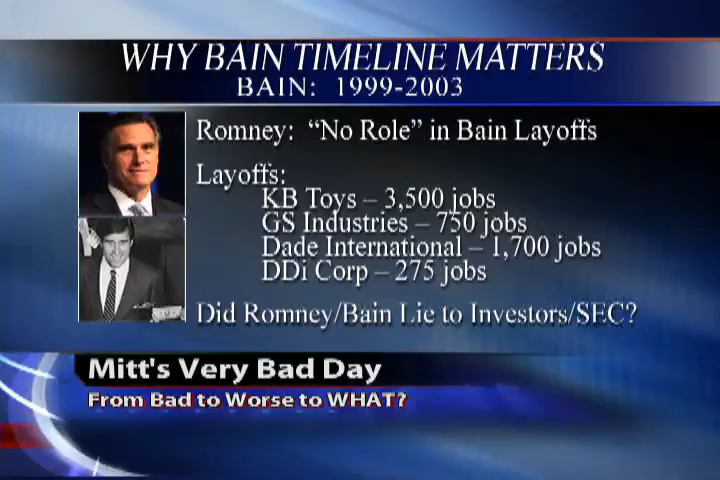 WHY BAIN TIMELINE MATTERS
BAIN: 1999-2003
Romney: “No Role” in Bain Layoffs
Layoffs:
KB Toys – 3,500 jobs
GS Industries – 750 jobs
Dade International – 1,700 jobs
DDi Corp – 275 jobs
Did Romney/Bain Lie to Investors/SEC?
Mitt's Very Bad Day
From Bad to Worse to WHAT?